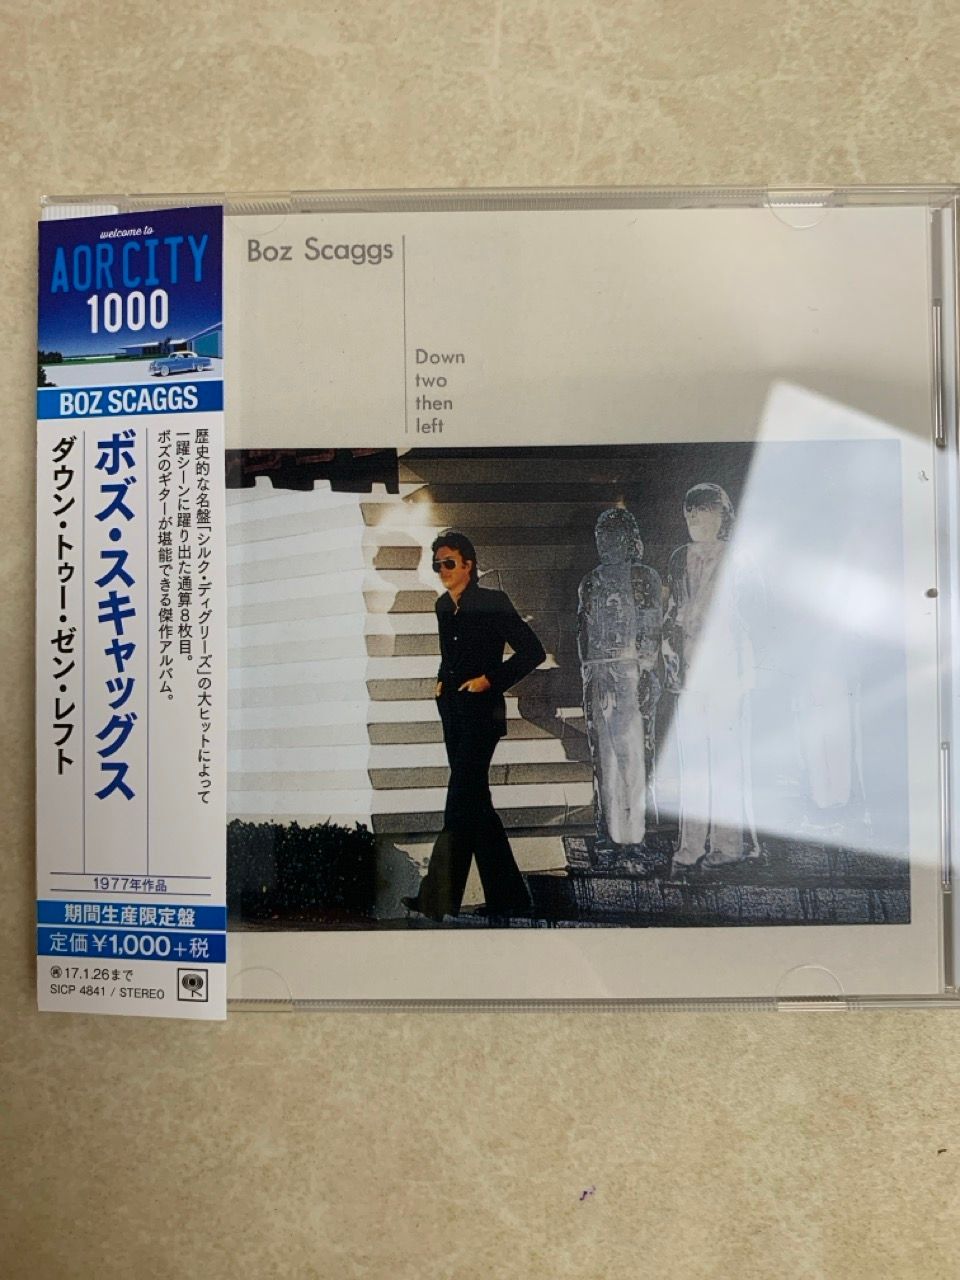 welcome to
AOR CITY
1000
BOZ SCAGGS
歴史的な名盤「シルク・ディグリーズ」の大ヒットによって
一躍シーンに躍り出た通算8枚目。
ボズのギターが堪能できる傑作アルバム。
ボズ・スキャッグス
ダウン・トゥー・ゼン・レフト
1977年作品
期間生産限定盤
定価¥1,000+税
㊟17.1.26まで
SICP 4841 / STEREO
Boz Scaggs
Down
two
then
left